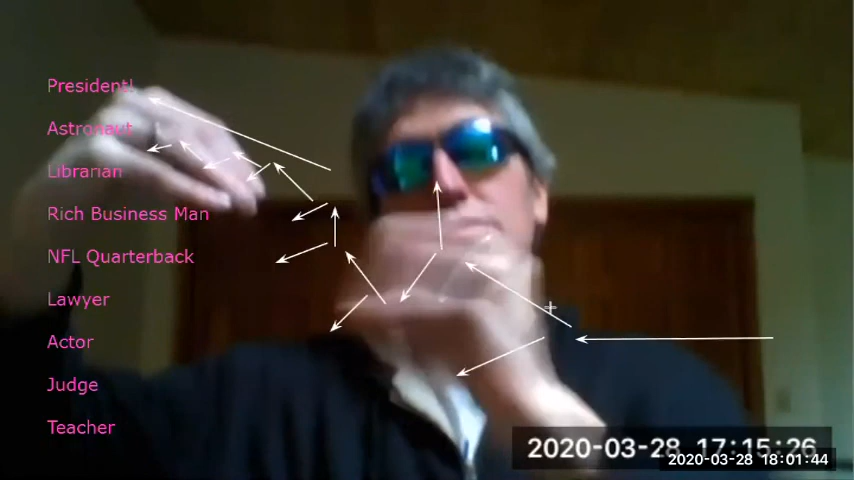 President!
Astronaut
Librarian
Rich Business Man
NFL Quarterback
Lawyer
Actor
Judge
Teacher
2020-03-28 17:15:26
2020-03-28 18:01:44